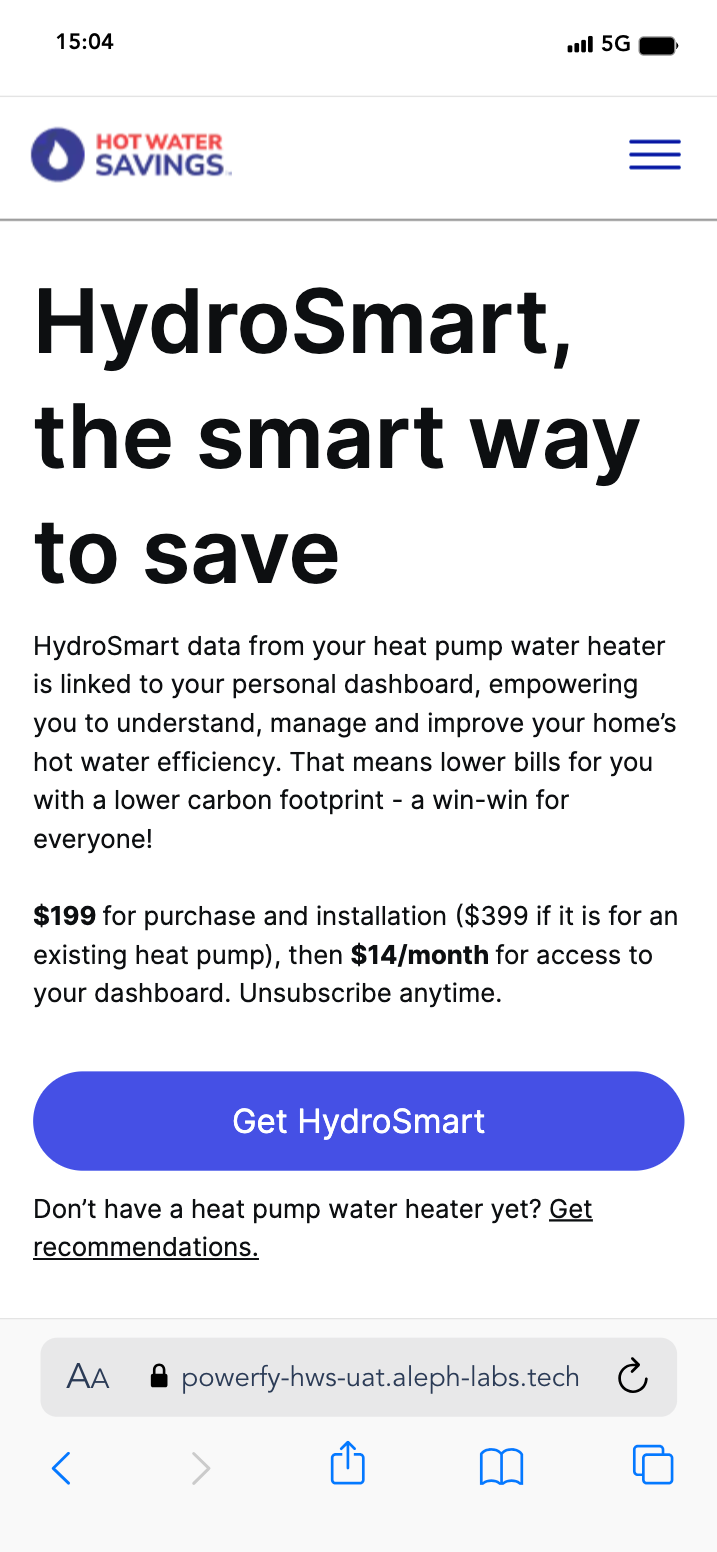 15:04
5G
HOT WATER
SAVINGS
HydroSmart,
the smart way
to save
HydroSmart data from your heat pump water heater
is linked to your personal dashboard, empowering
you to understand, manage and improve your home’s
hot water efficiency. That means lower bills for you
with a lower carbon footprint - a win-win for
everyone!
$199 for purchase and installation ($399 if it is for an
existing heat pump), then $14/month for access to
your dashboard. Unsubscribe anytime.
Get HydroSmart
Don’t have a heat pump water heater yet? Get
recommendations.
AA powerfy-hws-uat.aleph-labs.tech